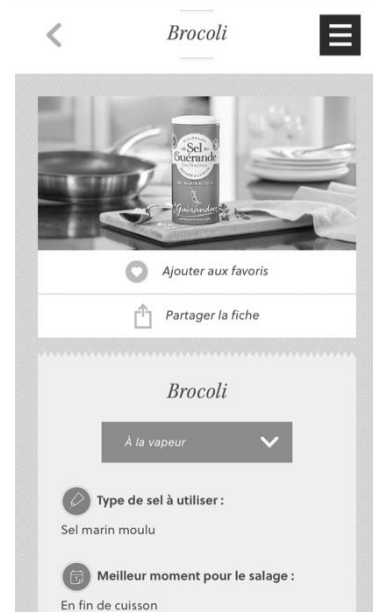 Brocoli
Sel
Guérande
Guérandais
Ajouter aux favoris
Partager la fiche
Brocoli
À la vapeur
Type de sel à utiliser :
Sel marin moulu
Meilleur moment pour le salage :
En fin de cuisson